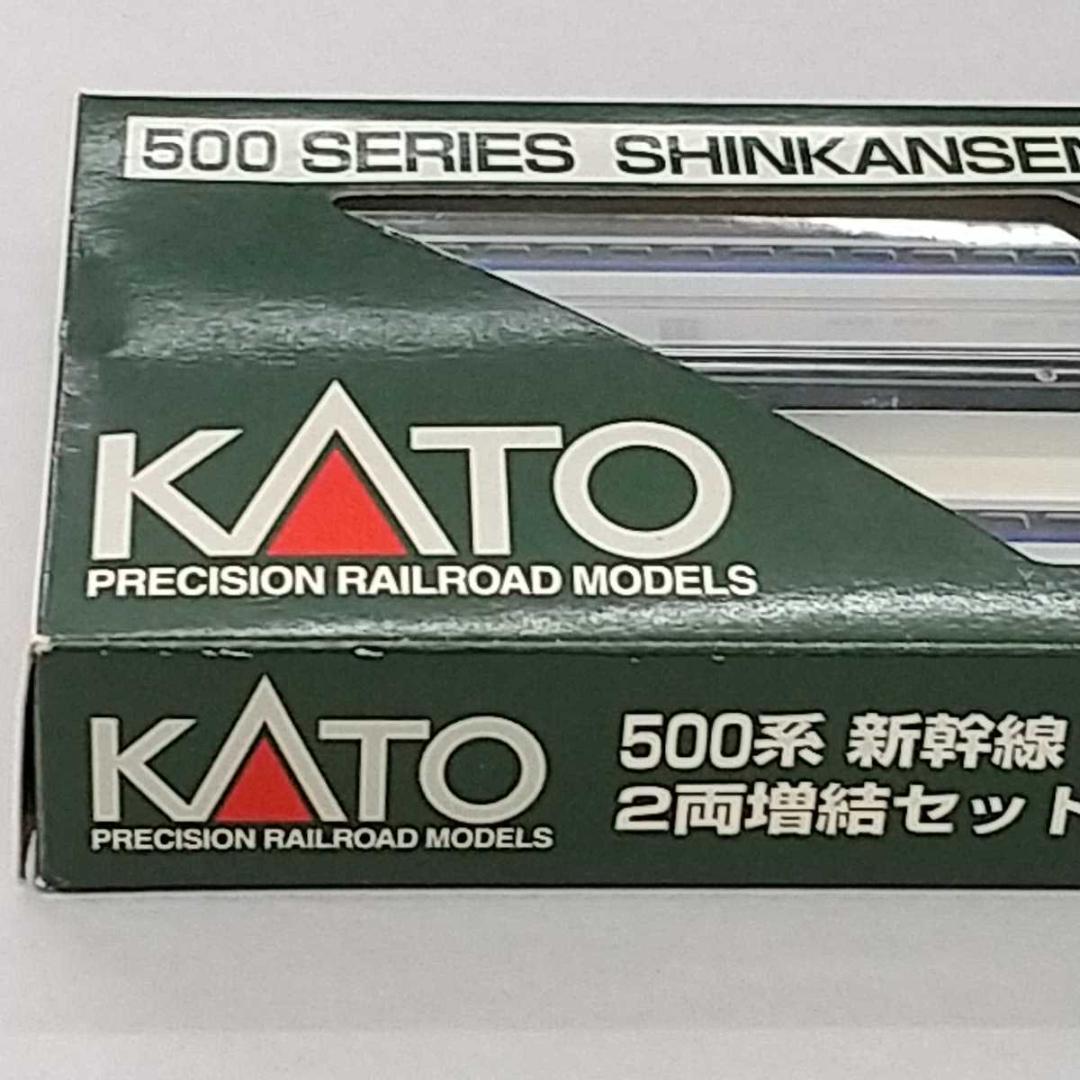 500 SERIES SHINKANSEN
KATO
PRECISION RAILROAD MODELS
KATO
PRECISION RAILROAD MODELS
500系 新幹線
2両増結セット